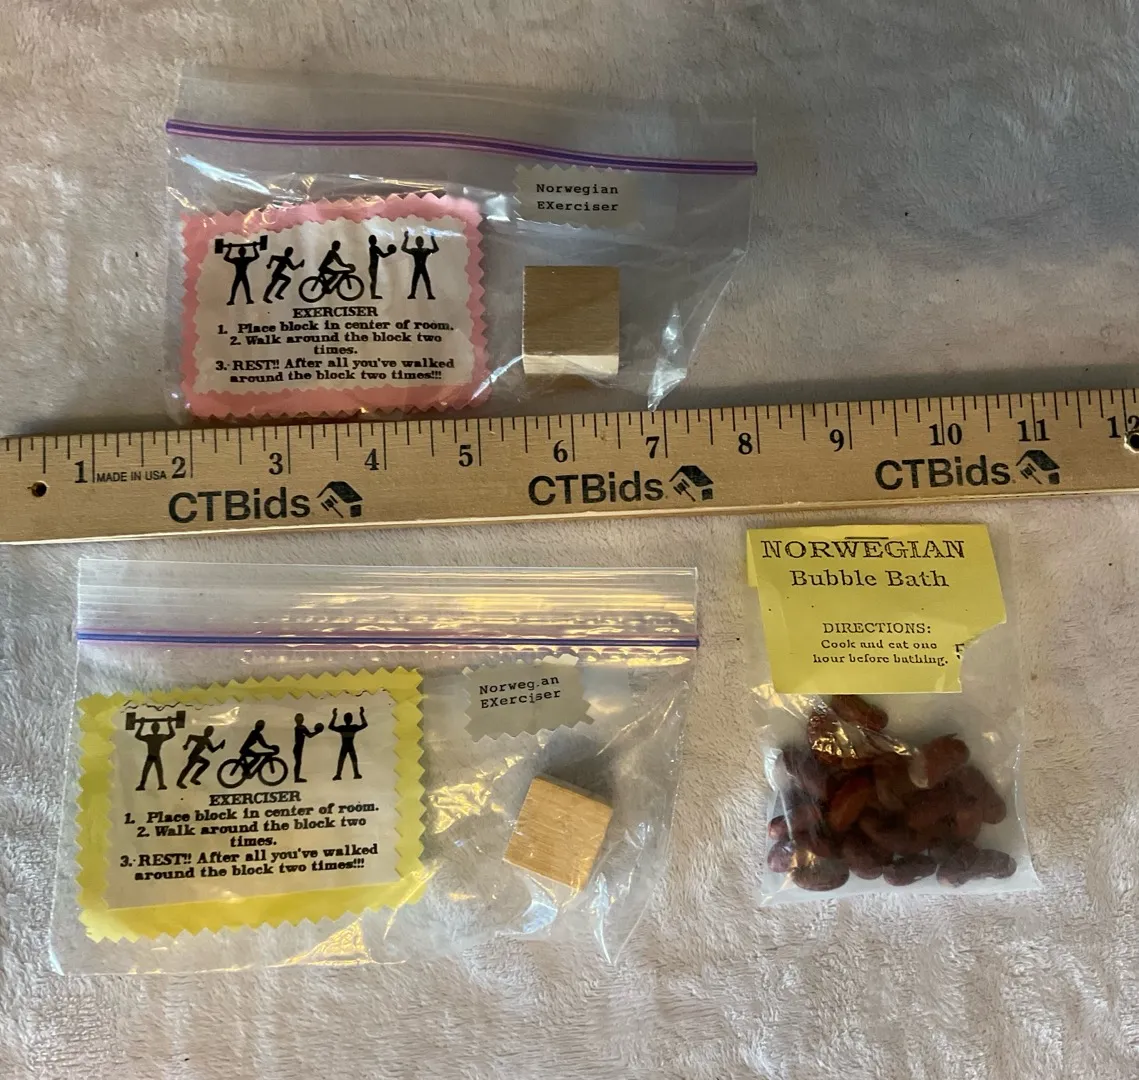 Norwegian
EXerciser
EXERCISER
1. Place block in center of room.
2. Walk around the block two
times.
3. REST!! After all you've walked
around the block two times!!!
1 2 3 4 5 6 7 8 9 10 11 12
MADE IN USA
CTBids CTBids CTBids
NORWEGIAN
Bubble Bath
DIRECTIONS:
Cook and eat one
hour before bathing.
Norweg.an
EXerciser
EXERCISER
1. Place block in center of room.
2. Walk around the block two
times.
3. REST!! After all you've walked
around the block two times!!!